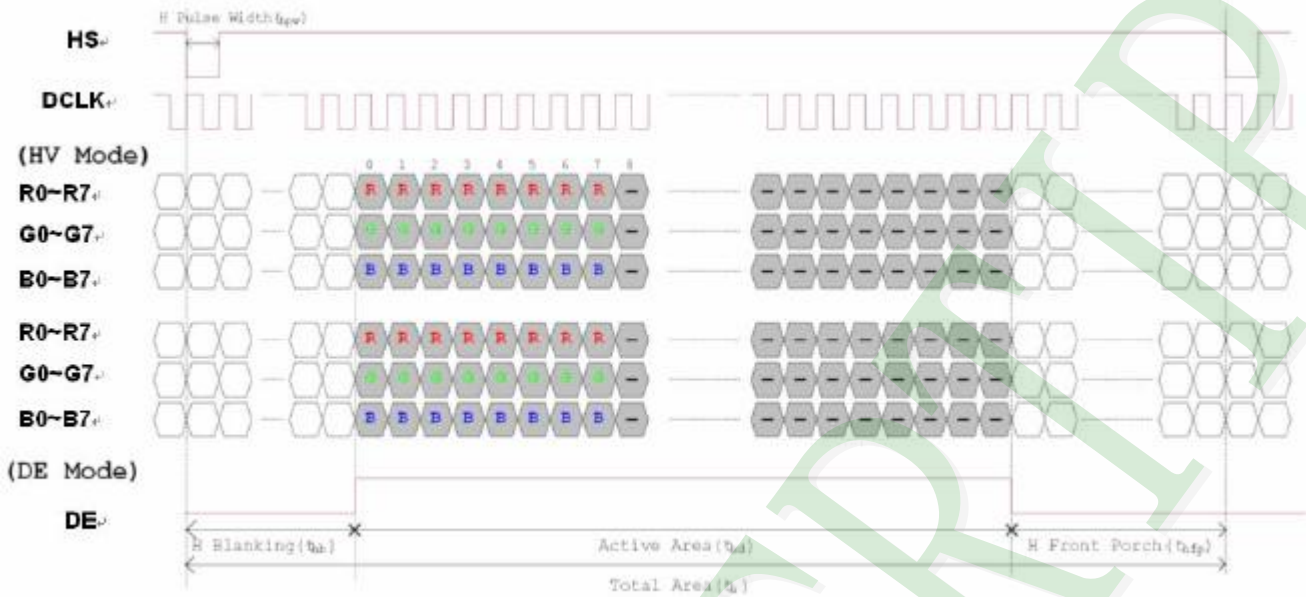 H Pulse Width(thpw)
HS
DCLK
(HV Mode)
0 1 2 3 4 5 6 7 8
R0~R7 R R R R R R R R - - - - - - - - -
G0~G7 G G G G G G G G - - - - - - - - -
B0~B7 B B B B B B B B - - - - - - - - -
R0~R7 R R R R R R R R - - - - - - - - -
G0~G7 G G G G G G G G - - - - - - - - -
B0~B7 B B B B B B B B - - - - - - - - -
(DE Mode)
DE
H Blanking(thb) Active Area(thd) H Front Porch(thfp)
Total Area(th)